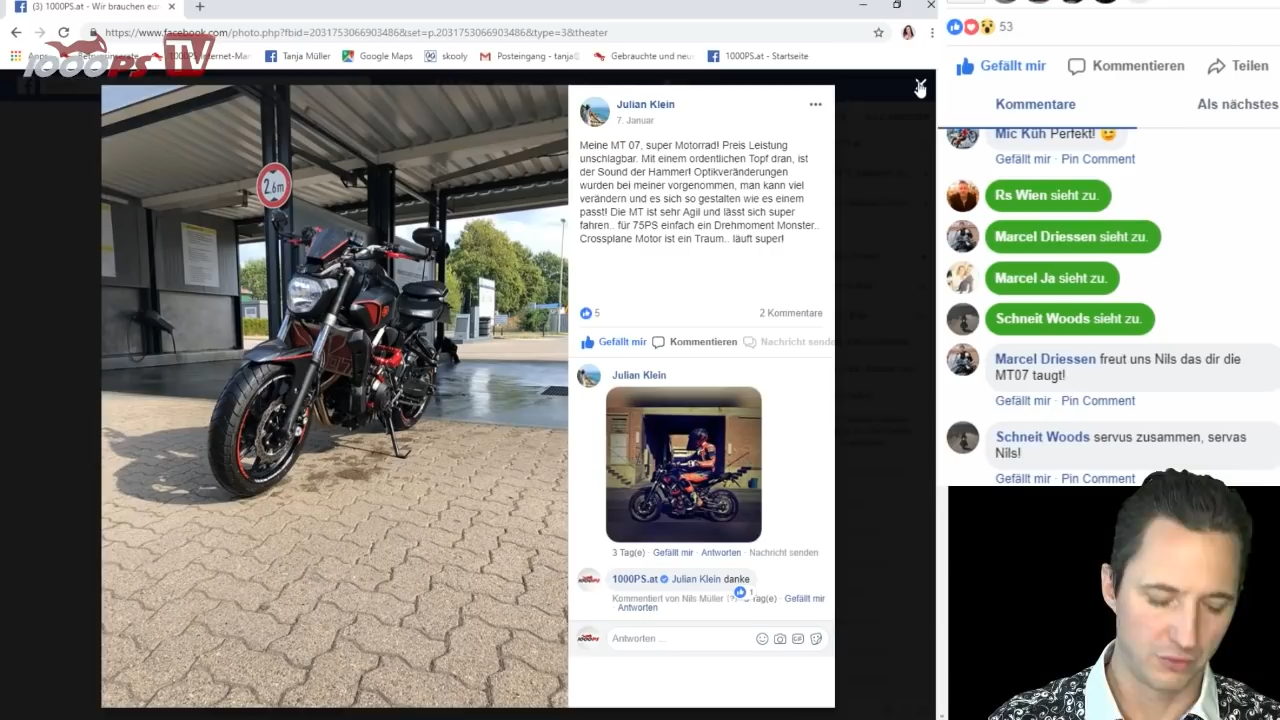 (3) 1000PS.at - Wir brauchen eur
https://www.facebook.com/photo.php?fbid=2031753066903486&set=p.2031753066903486&type=3&theater
Apps
Tanja Müller
Google Maps
skooly
Posteingang - tanja@
Gebrauchte und neu
1000PS.at - Startseite
1000PS TV
2,6m
Julian Klein
7. Januar
Meine MT 07, super Motorrad! Preis Leistung
unschlagbar. Mit einem ordentlichen Topf dran, ist
der Sound der Hammer! Optikveränderungen
wurden bei meiner vorgenommen, man kann viel
verändern und es sich so gestalten wie es einem
passt! Die MT ist sehr Agil und lässt sich super
fahren.. für 75PS einfach ein Drehmoment Monster..
Crossplane Motor ist ein Traum.. läuft super!
5
2 Kommentare
Gefällt mir
Kommentieren
Nachricht sende
Julian Klein
3 Tag(e) · Gefällt mir · Antworten · Nachricht senden
1000PS.at Julian Klein danke
1
Kommentiert von Nils Müller [?] · Tag(e) · Gefällt mir
· Antworten
Antworten ...
GIF
53
Gefällt mir
Kommentieren
Teilen
Kommentare
Als nächstes
Mic Küh Perfekt!
Gefällt mir · Pin Comment
Rs Wien sieht zu.
Marcel Driessen sieht zu.
Marcel Ja sieht zu.
Schneit Woods sieht zu.
Marcel Driessen freut uns Nils das dir die
MT07 taugt!
Gefällt mir · Pin Comment
Schneit Woods servus zusammen, servas
Nils!
Gefällt mir · Pin Comment